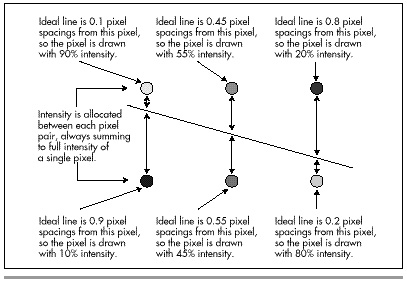 Ideal line is 0.1 pixel
spacings from this pixel,
so the pixel is drawn
with 90% intensity.
Ideal line is 0.45 pixel
spacings from this pixel,
so the pixel is drawn
with 55% intensity.
Ideal line is 0.8 pixel
spacings from this pixel,
so the pixel is drawn
with 20% intensity.
Intensity is allocated
between each pixel
pair, always summing
to full intensity of
a single pixel.
Ideal line is 0.9 pixel
spacings from this pixel,
so the pixel is drawn
with 10% intensity.
Ideal line is 0.55 pixel
spacings from this pixel,
so the pixel is drawn
with 45% intensity.
Ideal line is 0.2 pixel
spacings from this pixel,
so the pixel is drawn
with 80% intensity.